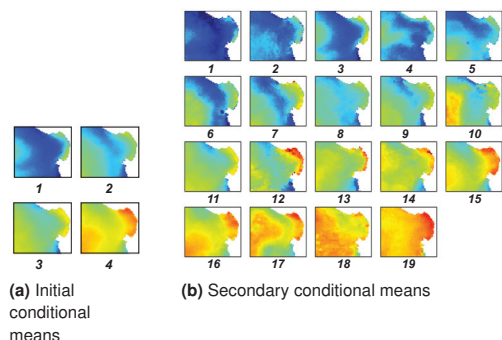 1 2 3 4 5
6 7 8 9 10
1 2
11 12 13 14 15
3 4
16 17 18 19
(a) Initial
conditional
means
(b) Secondary conditional means